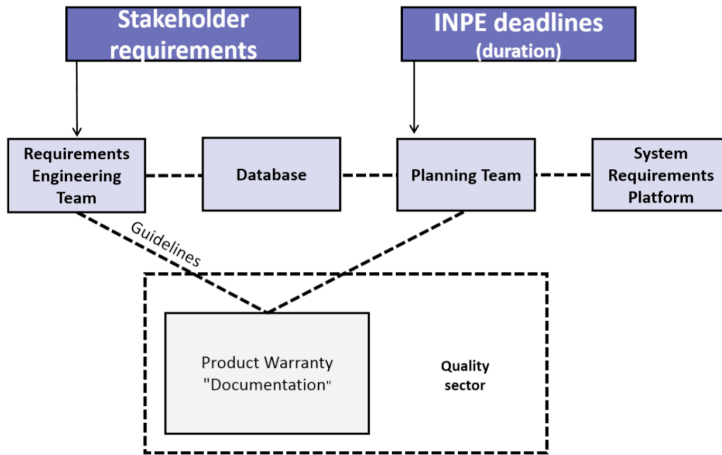 Stakeholder
requirements
INPE deadlines
(duration)
Requirements
Engineering
Team
Database
Planning Team
System
Requirements
Platform
Guidelines
Product Warranty
"Documentation"
Quality
sector